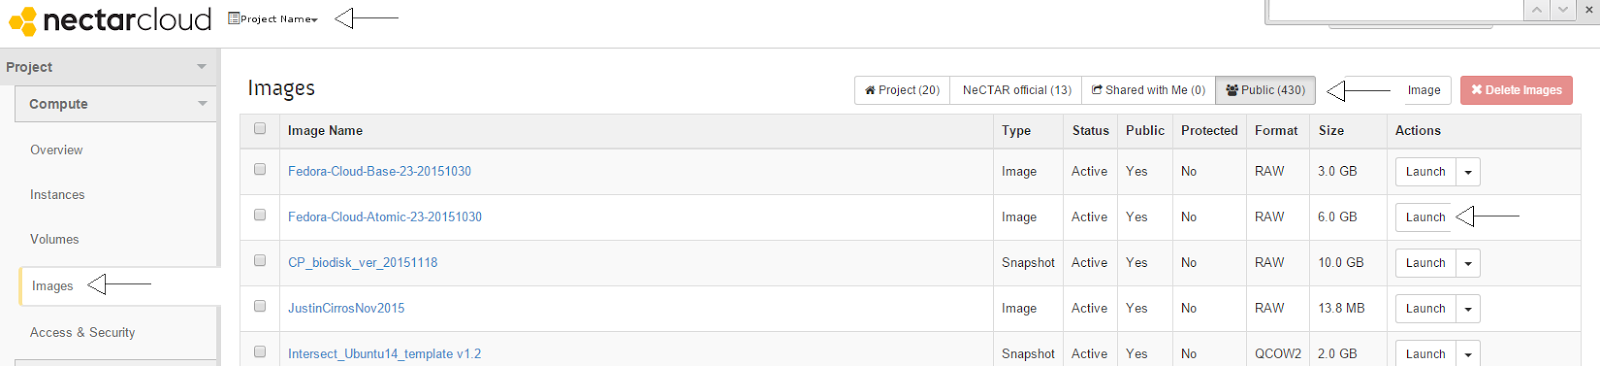 nectarcloud Project Name
Project
Compute
Overview
Instances
Volumes
Images
Access & Security
Images
Project (20) NeCTAR official (13) Shared with Me (0) Public (430) Image Delete Images
Image Name Type Status Public Protected Format Size Actions
Fedora-Cloud-Base-23-20151030 Image Active Yes No RAW 3.0 GB Launch
Fedora-Cloud-Atomic-23-20151030 Image Active Yes No RAW 6.0 GB Launch
CP_biodisk_ver_20151118 Snapshot Active Yes No RAW 10.0 GB Launch
JustinCirrosNov2015 Image Active Yes No RAW 13.8 MB Launch
Intersect_Ubuntu14_template v1.2 Snapshot Active Yes No QCOW2 2.0 GB Launch